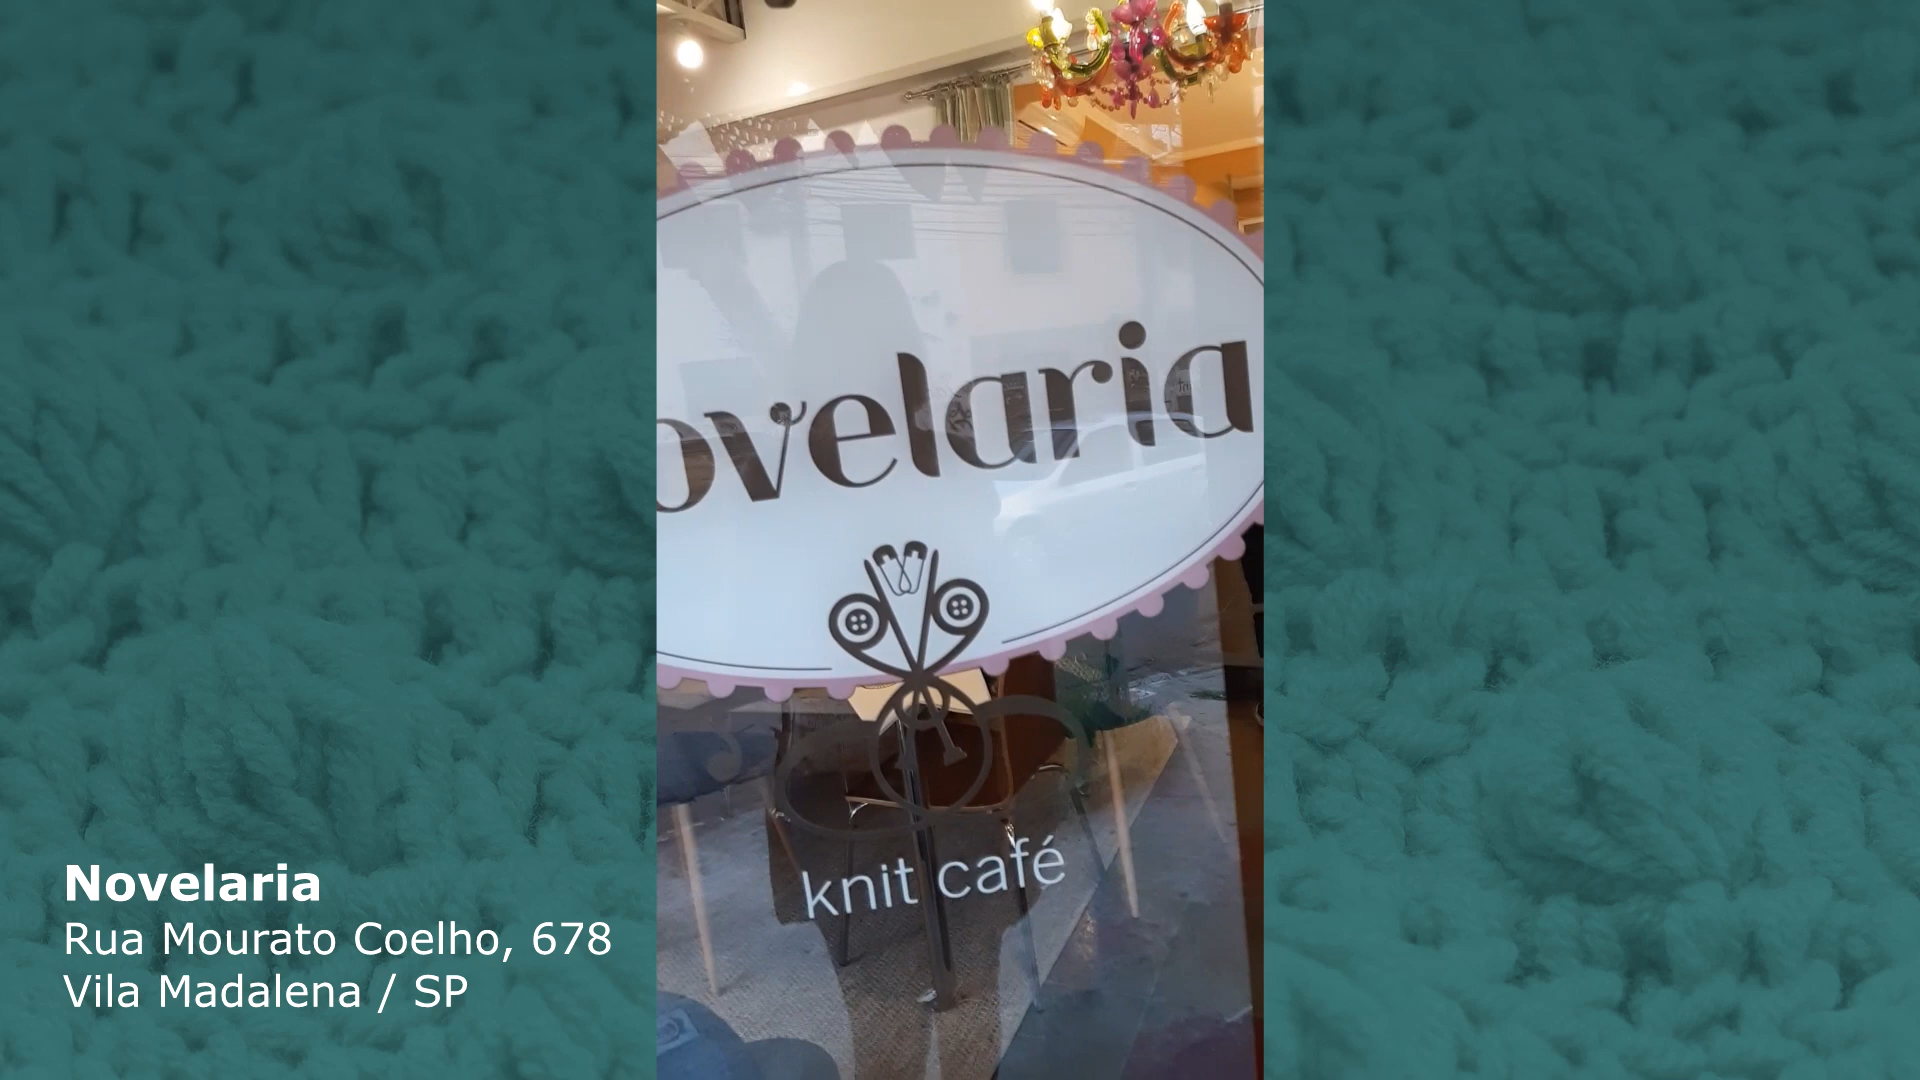 ovelaria
knit café
Novelaria
Rua Mourato Coelho, 678
Vila Madalena / SP